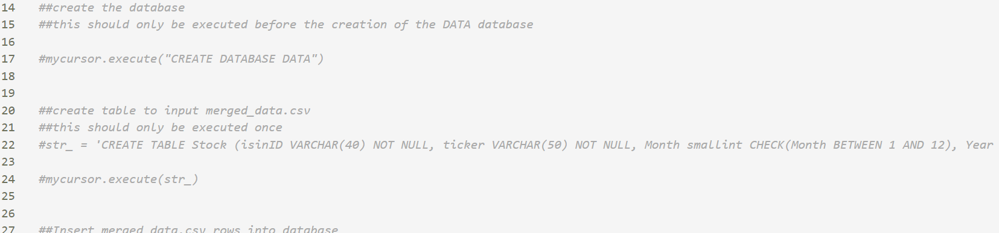 14 ##create the database
15 ##this should only be executed before the creation of the DATA database
16
17 #mycursor.execute("CREATE DATABASE DATA")
18
19
20 ##create table to input merged_data.csv
21 ##this should only be executed once
22 #str_ = 'CREATE TABLE Stock (isinID VARCHAR(40) NOT NULL, ticker VARCHAR(50) NOT NULL, Month smallint CHECK(Month BETWEEN 1 AND 12), Year
23
24 #mycursor.execute(str_)
25
26
27 ##Insert merged_data.csv rows into database